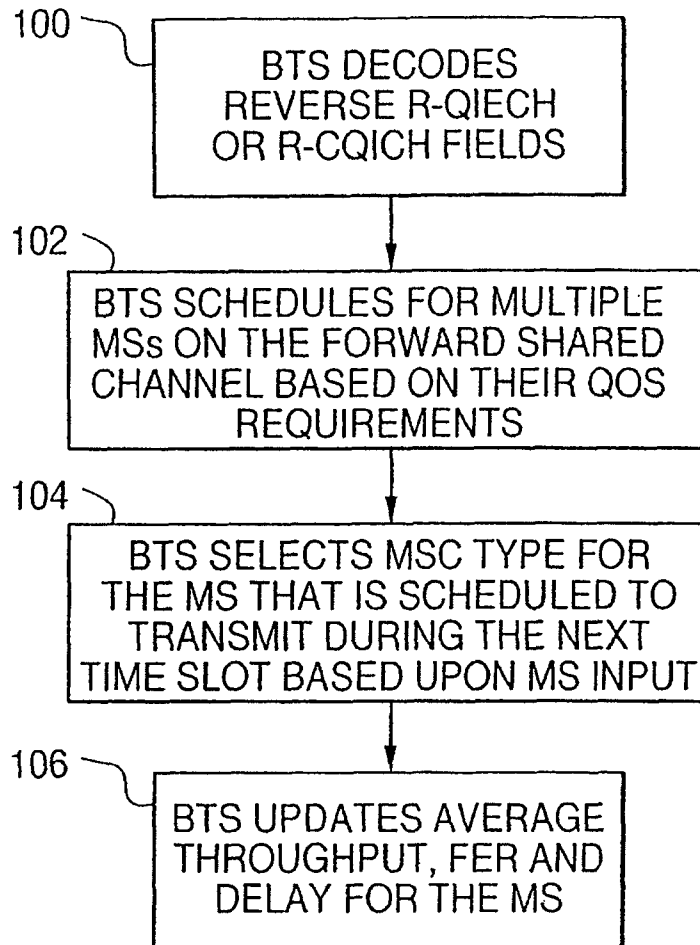 100
BTS DECODES
REVERSE R-QIECH
OR R-CQICH FIELDS
102
BTS SCHEDULES FOR MULTIPLE
MSs ON THE FORWARD SHARED
CHANNEL BASED ON THEIR QOS
REQUIREMENTS
104
BTS SELECTS MSC TYPE FOR
THE MS THAT IS SCHEDULED TO
TRANSMIT DURING THE NEXT
TIME SLOT BASED UPON MS INPUT
106
BTS UPDATES AVERAGE
THROUGHPUT, FER AND
DELAY FOR THE MS